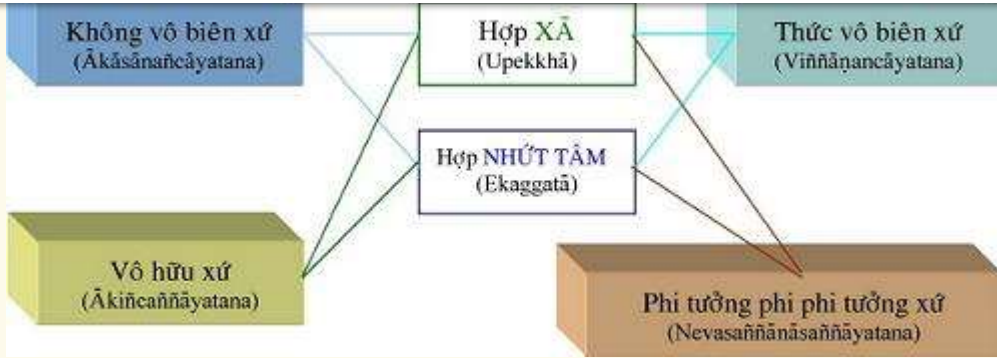 Không vô biên xứ
(Ākāsānañcāyatana)
Hợp XẢ
(Upekkhā)
Thức vô biên xứ
(Viññāṇancāyatana)
Hợp NHỨT TÂM
(Ekaggatā)
Vô hữu xứ
(Ākiñcaññāyatana)
Phi tưởng phi phi tưởng xứ
(Nevasaññānāsaññāyatana)